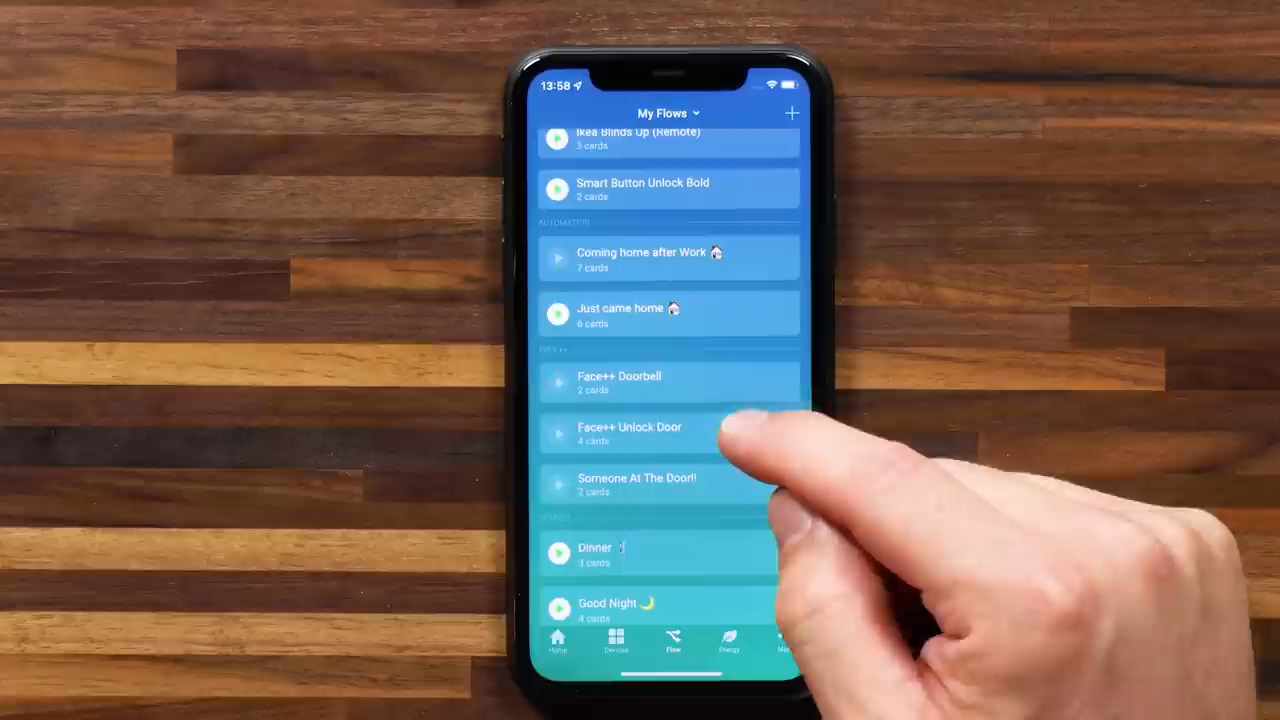 13:58
My Flows
Ikea Blinds Up (Remote)
3 cards
Smart Button Unlock Bold
2 cards
AUTOMATION
Coming home after Work 🏠
7 cards
Just came home 🏠
6 cards
Face++ Doorbell
2 cards
Face++ Unlock Door
4 cards
Someone At The Door!!
2 cards
Dinner
3 cards
Good Night 🌙
4 cards
Home Devices Flow Energy